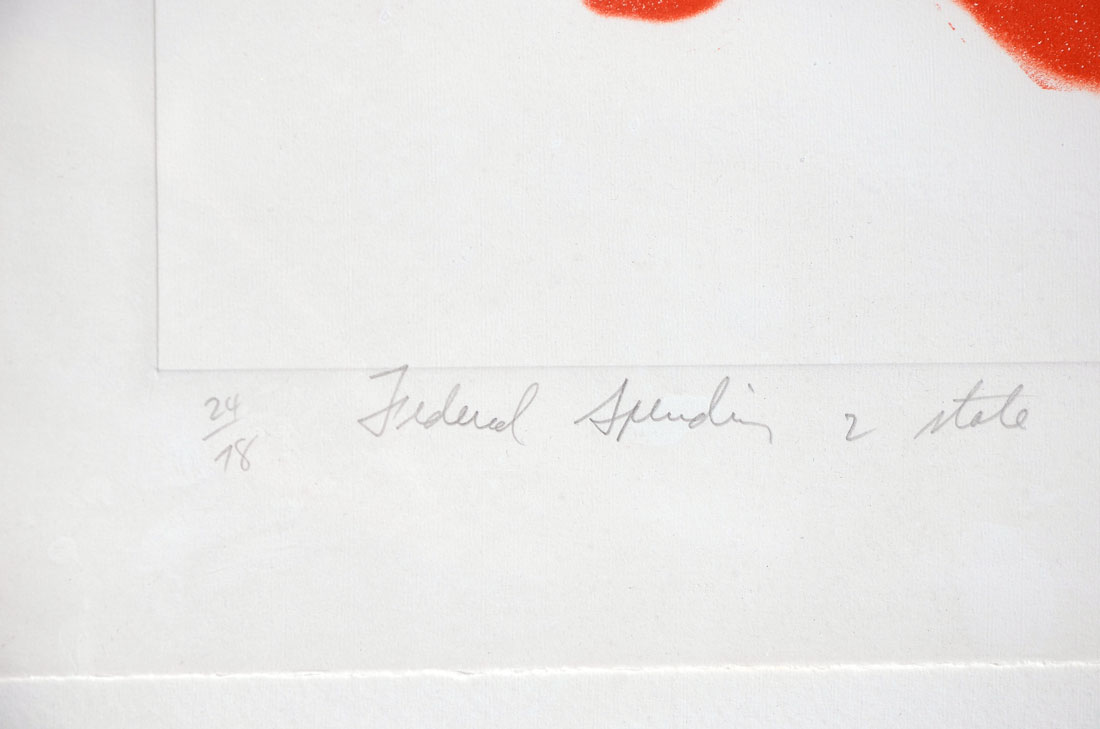 24/18 Federal Spending 2 state